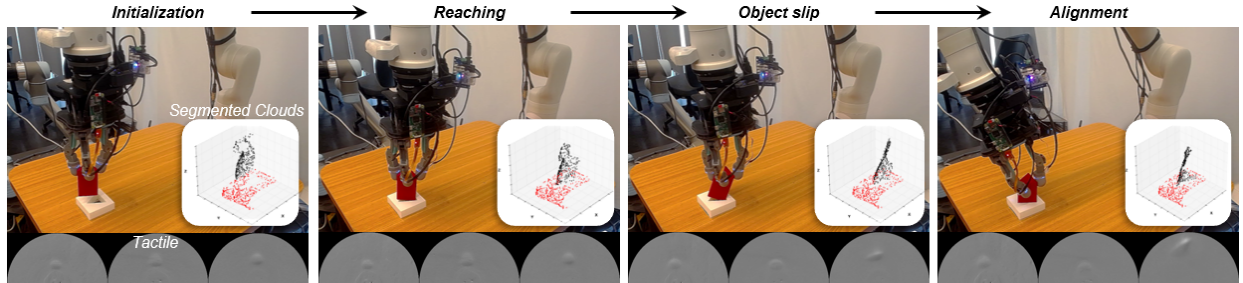 Initialization
Reaching
Object slip
Alignment
Segmented Clouds
Tactile